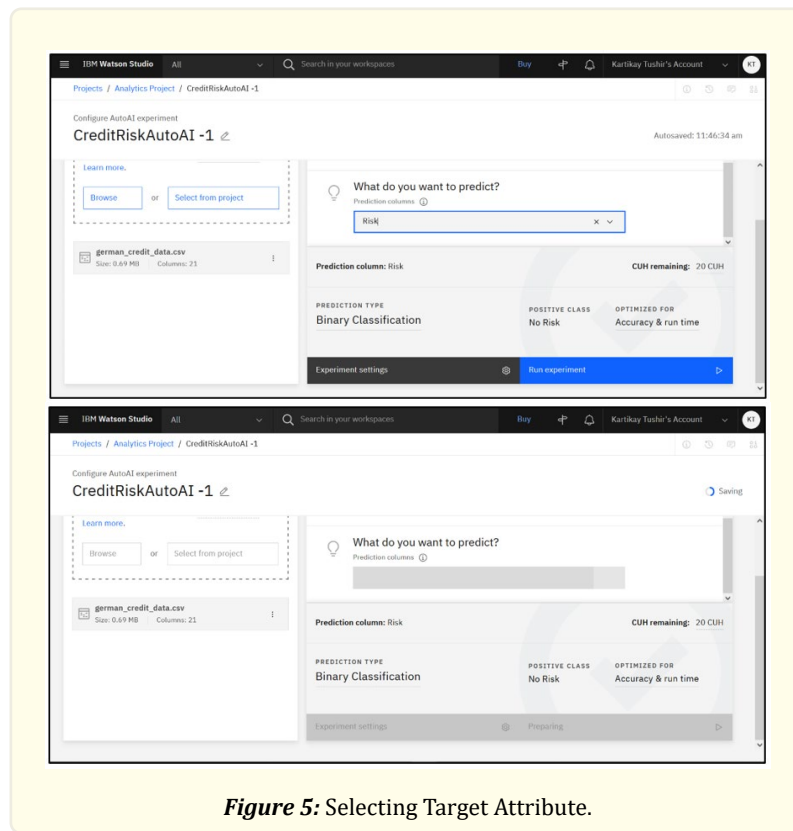 IBM Watson Studio All Search in your workspaces Buy Kartikay Tushir's Account KT
Projects / Analytics Project / CreditRiskAutoAI -1
Configure AutoAI experiment
CreditRiskAutoAI -1
Autosaved: 11:46:34 am
Learn more.
Browse or Select from project
german_credit_data.csv
Size: 0.69 MB Columns: 21
What do you want to predict?
Prediction columns
Risk
Prediction column: Risk CUH remaining: 20 CUH
PREDICTION TYPE POSITIVE CLASS OPTIMIZED FOR
Binary Classification No Risk Accuracy & run time
Experiment settings Run experiment
IBM Watson Studio All Search in your workspaces Buy Kartikay Tushir's Account KT
Projects / Analytics Project / CreditRiskAutoAI -1
Configure AutoAI experiment
CreditRiskAutoAI -1
Saving
Learn more.
Browse or Select from project
german_credit_data.csv
Size: 0.69 MB Columns: 21
What do you want to predict?
Prediction columns
Prediction column: Risk CUH remaining: 20 CUH
PREDICTION TYPE POSITIVE CLASS OPTIMIZED FOR
Binary Classification No Risk Accuracy & run time
Experiment settings Preparing
Figure 5: Selecting Target Attribute.